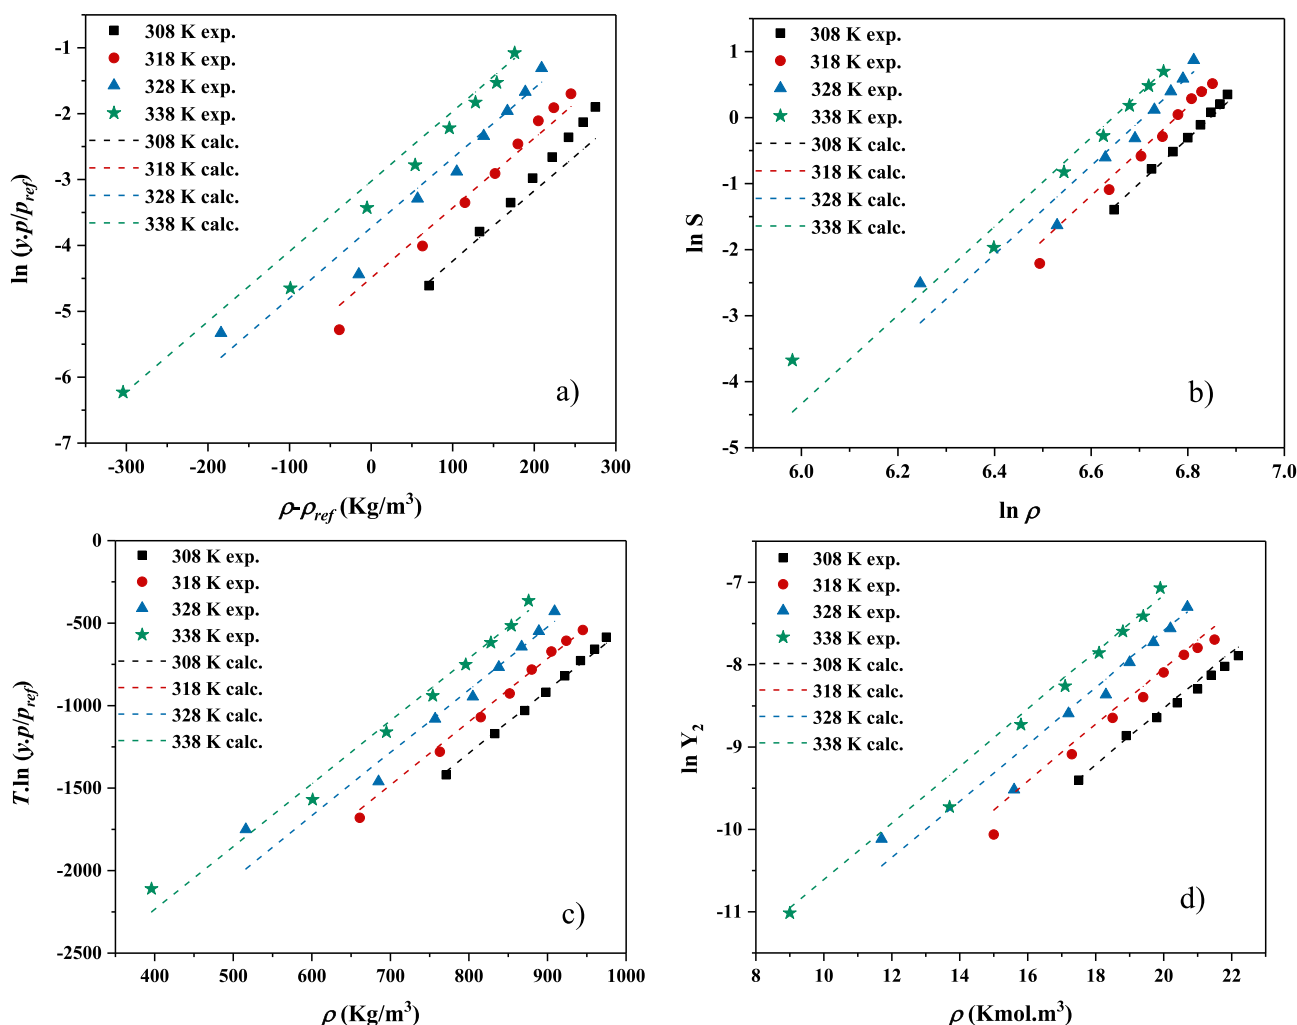 308 K exp.
318 K exp.
328 K exp.
338 K exp.
308 K calc.
318 K calc.
328 K calc.
338 K calc.
-1
-2
-3
-4
-5
-6
-7
ln (y.p/p_ref)
-300
-200
-100
0
100
200
300
ρ-ρ_ref (Kg/m³)
a)
308 K exp.
318 K exp.
328 K exp.
338 K exp.
308 K calc.
318 K calc.
328 K calc.
338 K calc.
1
0
-1
-2
-3
-4
-5
ln S
6.0
6.2
6.4
6.6
6.8
7.0
ln ρ
b)
308 K exp.
318 K exp.
328 K exp.
338 K exp.
308 K calc.
318 K calc.
328 K calc.
338 K calc.
0
-500
-1000
-1500
-2000
-2500
T.ln (y.p/p_ref)
400
500
600
700
800
900
1000
ρ (Kg/m³)
c)
308 K exp.
318 K exp.
328 K exp.
338 K exp.
308 K calc.
318 K calc.
328 K calc.
338 K calc.
-7
-8
-9
-10
-11
ln Y₂
8
10
12
14
16
18
20
22
ρ (Kmol.m³)
d)